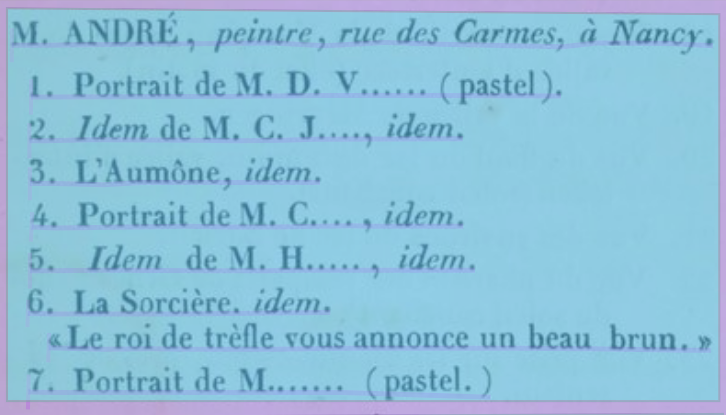 M. ANDRÉ, peintre, rue des Carmes, à Nancy.
1. Portrait de M. D. V...... (pastel).
2. Idem de M. C. J...., idem.
3. L'Aumône, idem.
4. Portrait de M. C...., idem.
5. Idem de M. H....., idem.
6. La Sorcière. idem.
« Le roi de trèfle vous annonce un beau brun. »
7. Portrait de M....... (pastel.)